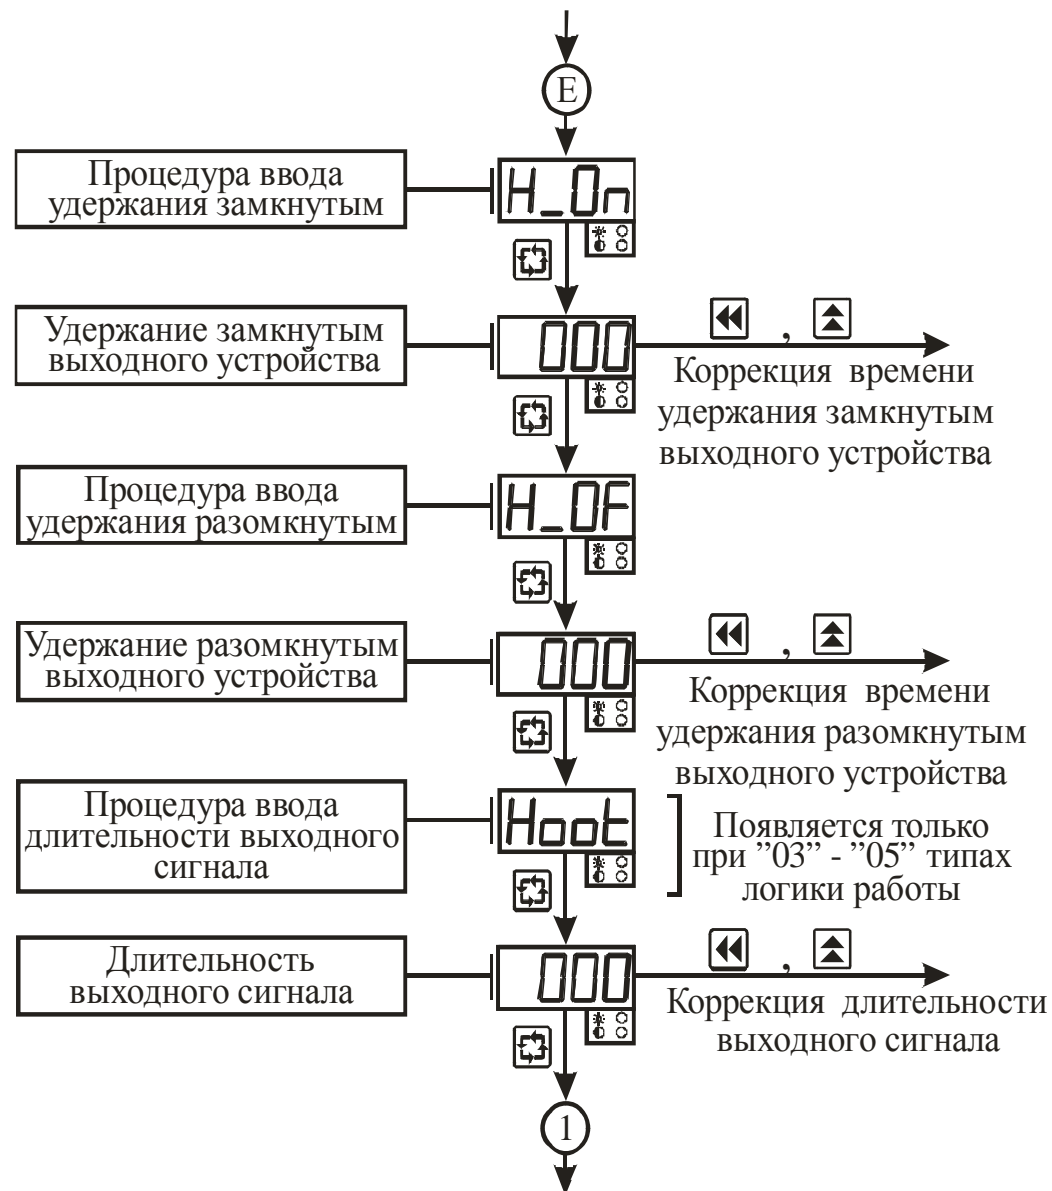 E
Процедура ввода
удержания замкнутым
H_On
Удержание замкнутым
выходного устройства
000
,
Коррекция времени
удержания замкнутым
выходного устройства
Процедура ввода
удержания разомкнутым
H_OF
Удержание разомкнутым
выходного устройства
000
,
Коррекция времени
удержания разомкнутым
выходного устройства
Процедура ввода
длительности выходного
сигнала
Hoot
Появляется только
при ”03” - ”05” типах
логики работы
Длительность
выходного сигнала
000
,
Коррекция длительности
выходного сигнала
1